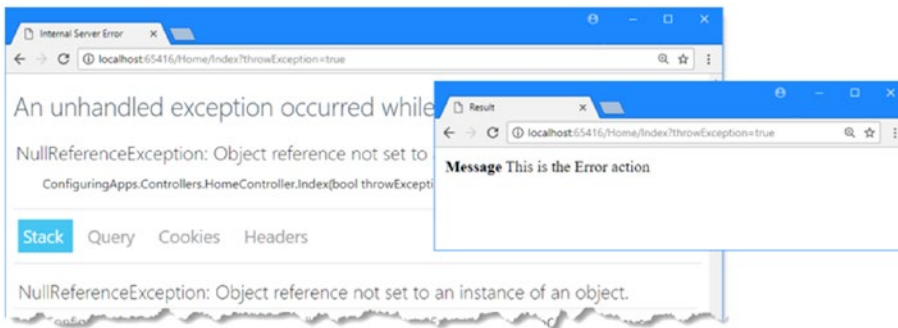 Internal Server Error
localhost:65416/Home/Index?throwException=true
An unhandled exception occurred while
NullReferenceException: Object reference not set to
ConfiguringApps.Controllers.HomeController.Index(bool throwExcepti
Stack Query Cookies Headers
NullReferenceException: Object reference not set to an instance of an object.
Result
localhost:65416/Home/Index?throwException=true
Message This is the Error action